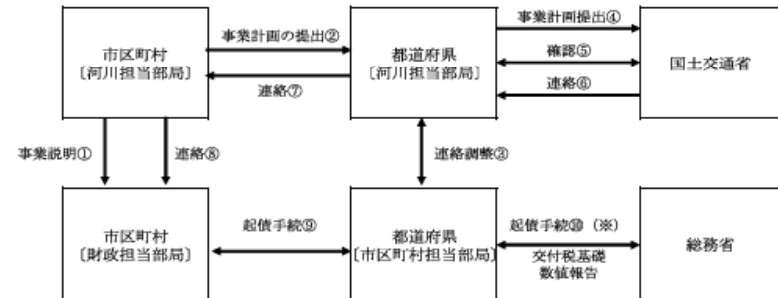 事業計画提出④
市区町村
〔河川担当部局〕
事業計画の提出②
連絡⑦
都道府県
〔河川担当部局〕
確認⑤
連絡⑥
国土交通省
事業説明①
連絡⑧
連絡調整③
市区町村
〔財政担当部局〕
起債手続⑨
都道府県
〔市区町村担当部局〕
起債手続⑩（※）
交付税基礎
数値報告
総務省